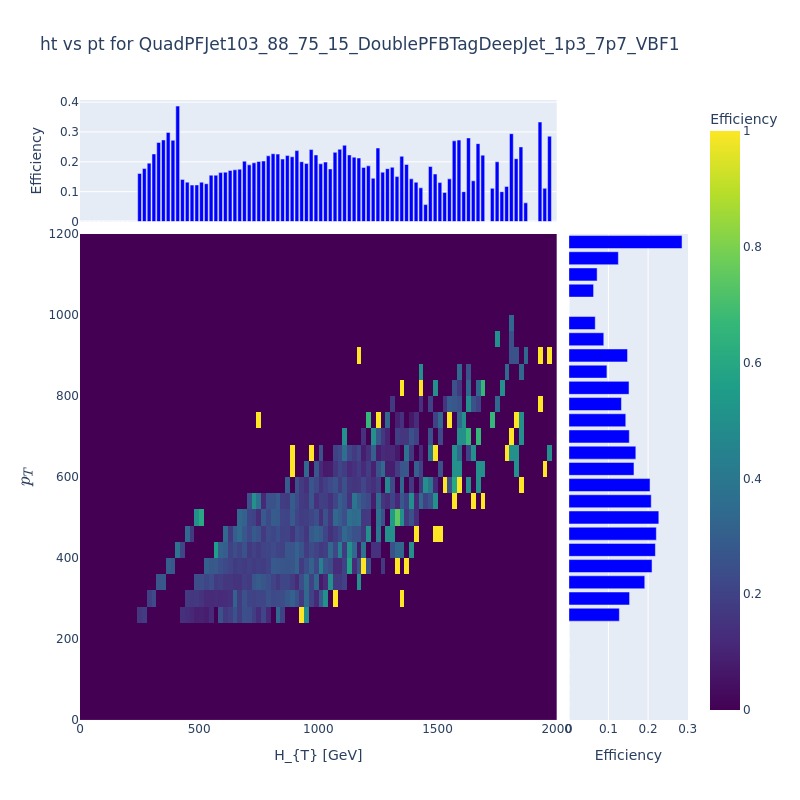 ht vs pt for QuadPFJet103_88_75_15_DoublePFBTagDeepJet_1p3_7p7_VBF1
Efficiency
0.4
0.3
0.2
0.1
0
Efficiency
1
0.8
0.6
0.4
0.2
0
p_T
1200
1000
800
600
400
200
0
0 500 1000 1500 2000
H_{T} [GeV]
0 0.1 0.2 0.3
Efficiency